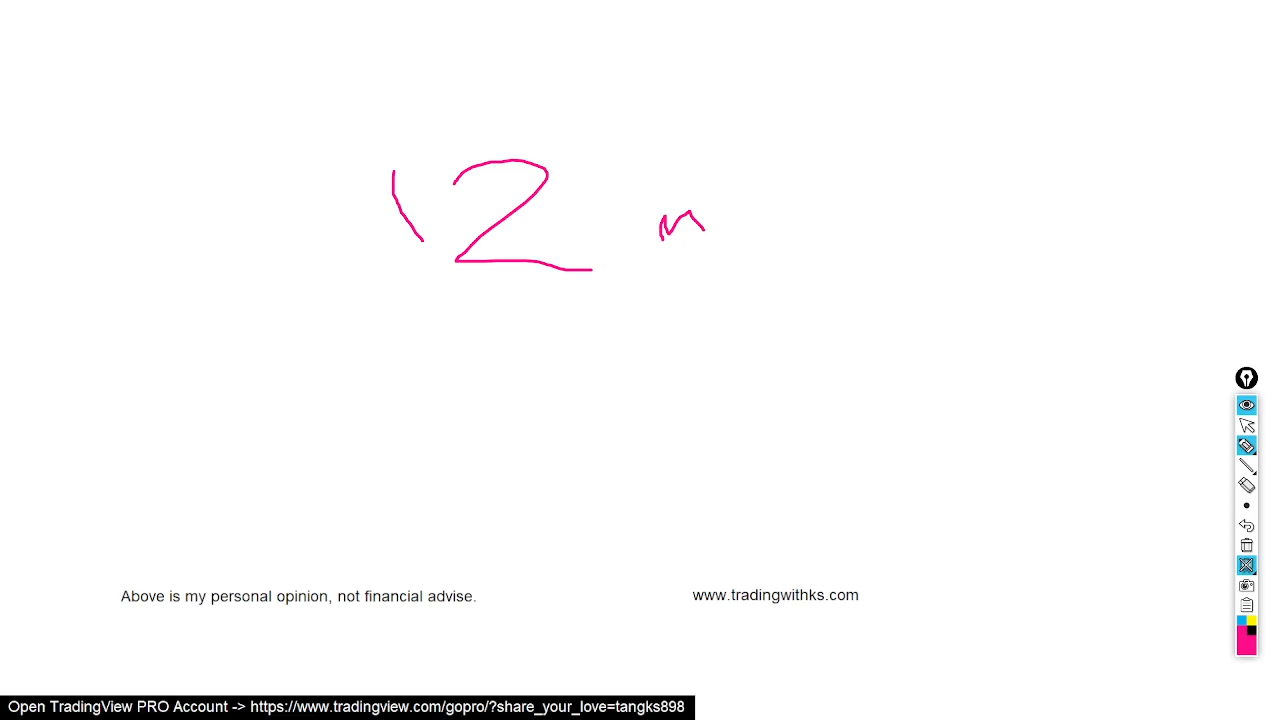 12 m
Above is my personal opinion, not financial advise.
www.tradingwithks.com
Open TradingView PRO Account -> https://www.tradingview.com/gopro/?share_your_love=tangks898